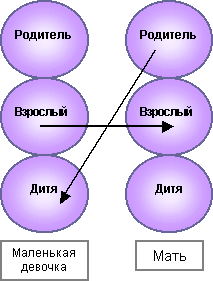 Родитель Родитель
Взрослый Взрослый
Дитя Дитя
Маленькая
девочка
Мать